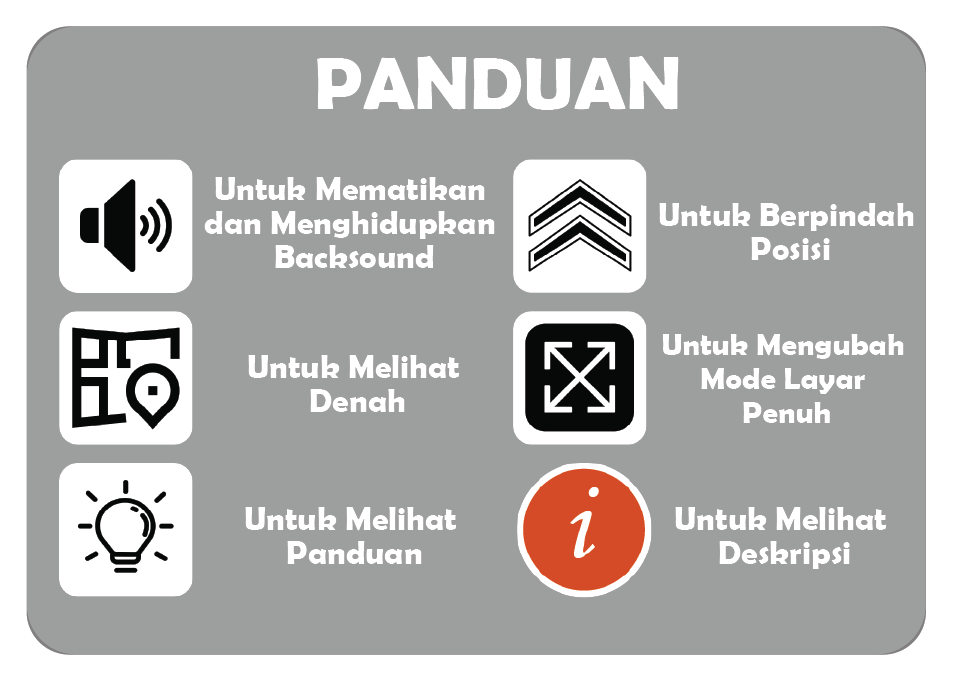 PANDUAN
Untuk Mematikan
dan Menghidupkan
Backsound
Untuk Berpindah
Posisi
Untuk Melihat
Denah
Untuk Mengubah
Mode Layar
Penuh
Untuk Melihat
Panduan
i
Untuk Melihat
Deskripsi